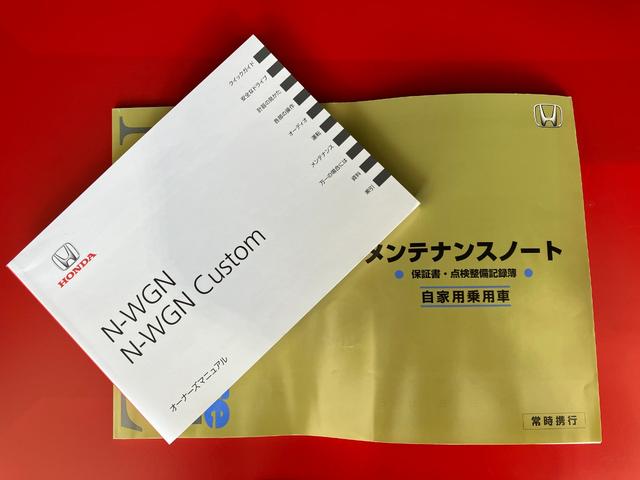 クイックガイド
安全なドライブ
計器の見かた
各部の操作
オーディオ
運転
メンテナンス
万一の場合には
資料
索引
HONDA
N-WGN
N-WGN Custom
オーナーズマニュアル
メンテナンスノート
保証書・点検整備記録簿
自家用乗用車
常時携行